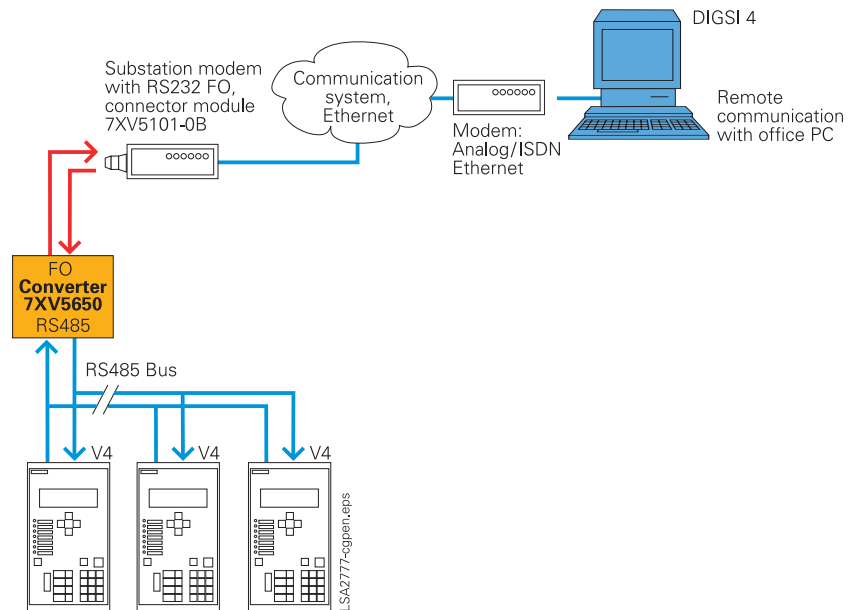 DIGSI 4
Substation modem
with RS232 FO,
connector module
7XV5101-0B
Communication
system,
Ethernet
Modem:
Analog/ISDN
Ethernet
Remote
communication
with office PC
FO
Converter
7XV5650
RS485
RS485 Bus
V4
V4
V4
LSA2777-cgpen.eps